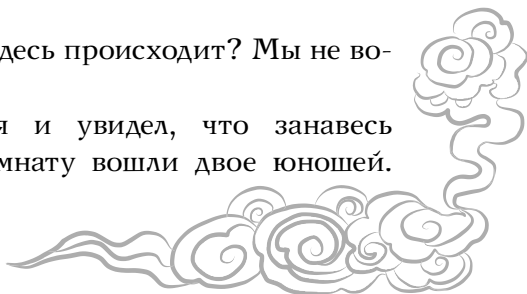 десь происходит? Мы не во-
я и увидел, что занавесь
мнату вошли двое юношей.